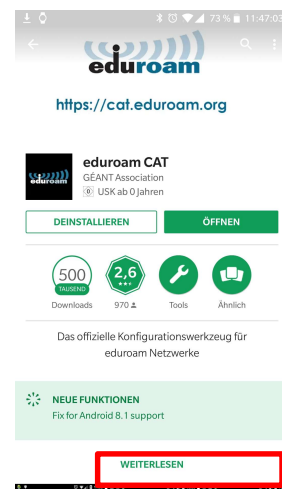 73 % 11:47:03
eduroam
https://cat.eduroam.org
eduroam
eduroam CAT
GÉANT Association
0 USK ab 0 Jahren
DEINSTALLIEREN ÖFFNEN
500 TAUSEND 2,6
Downloads 970 Tools Ähnlich
Das offizielle Konfigurationswerkzeug für
eduroam Netzwerke
NEUE FUNKTIONEN
Fix for Android 8.1 support
WEITERLESEN